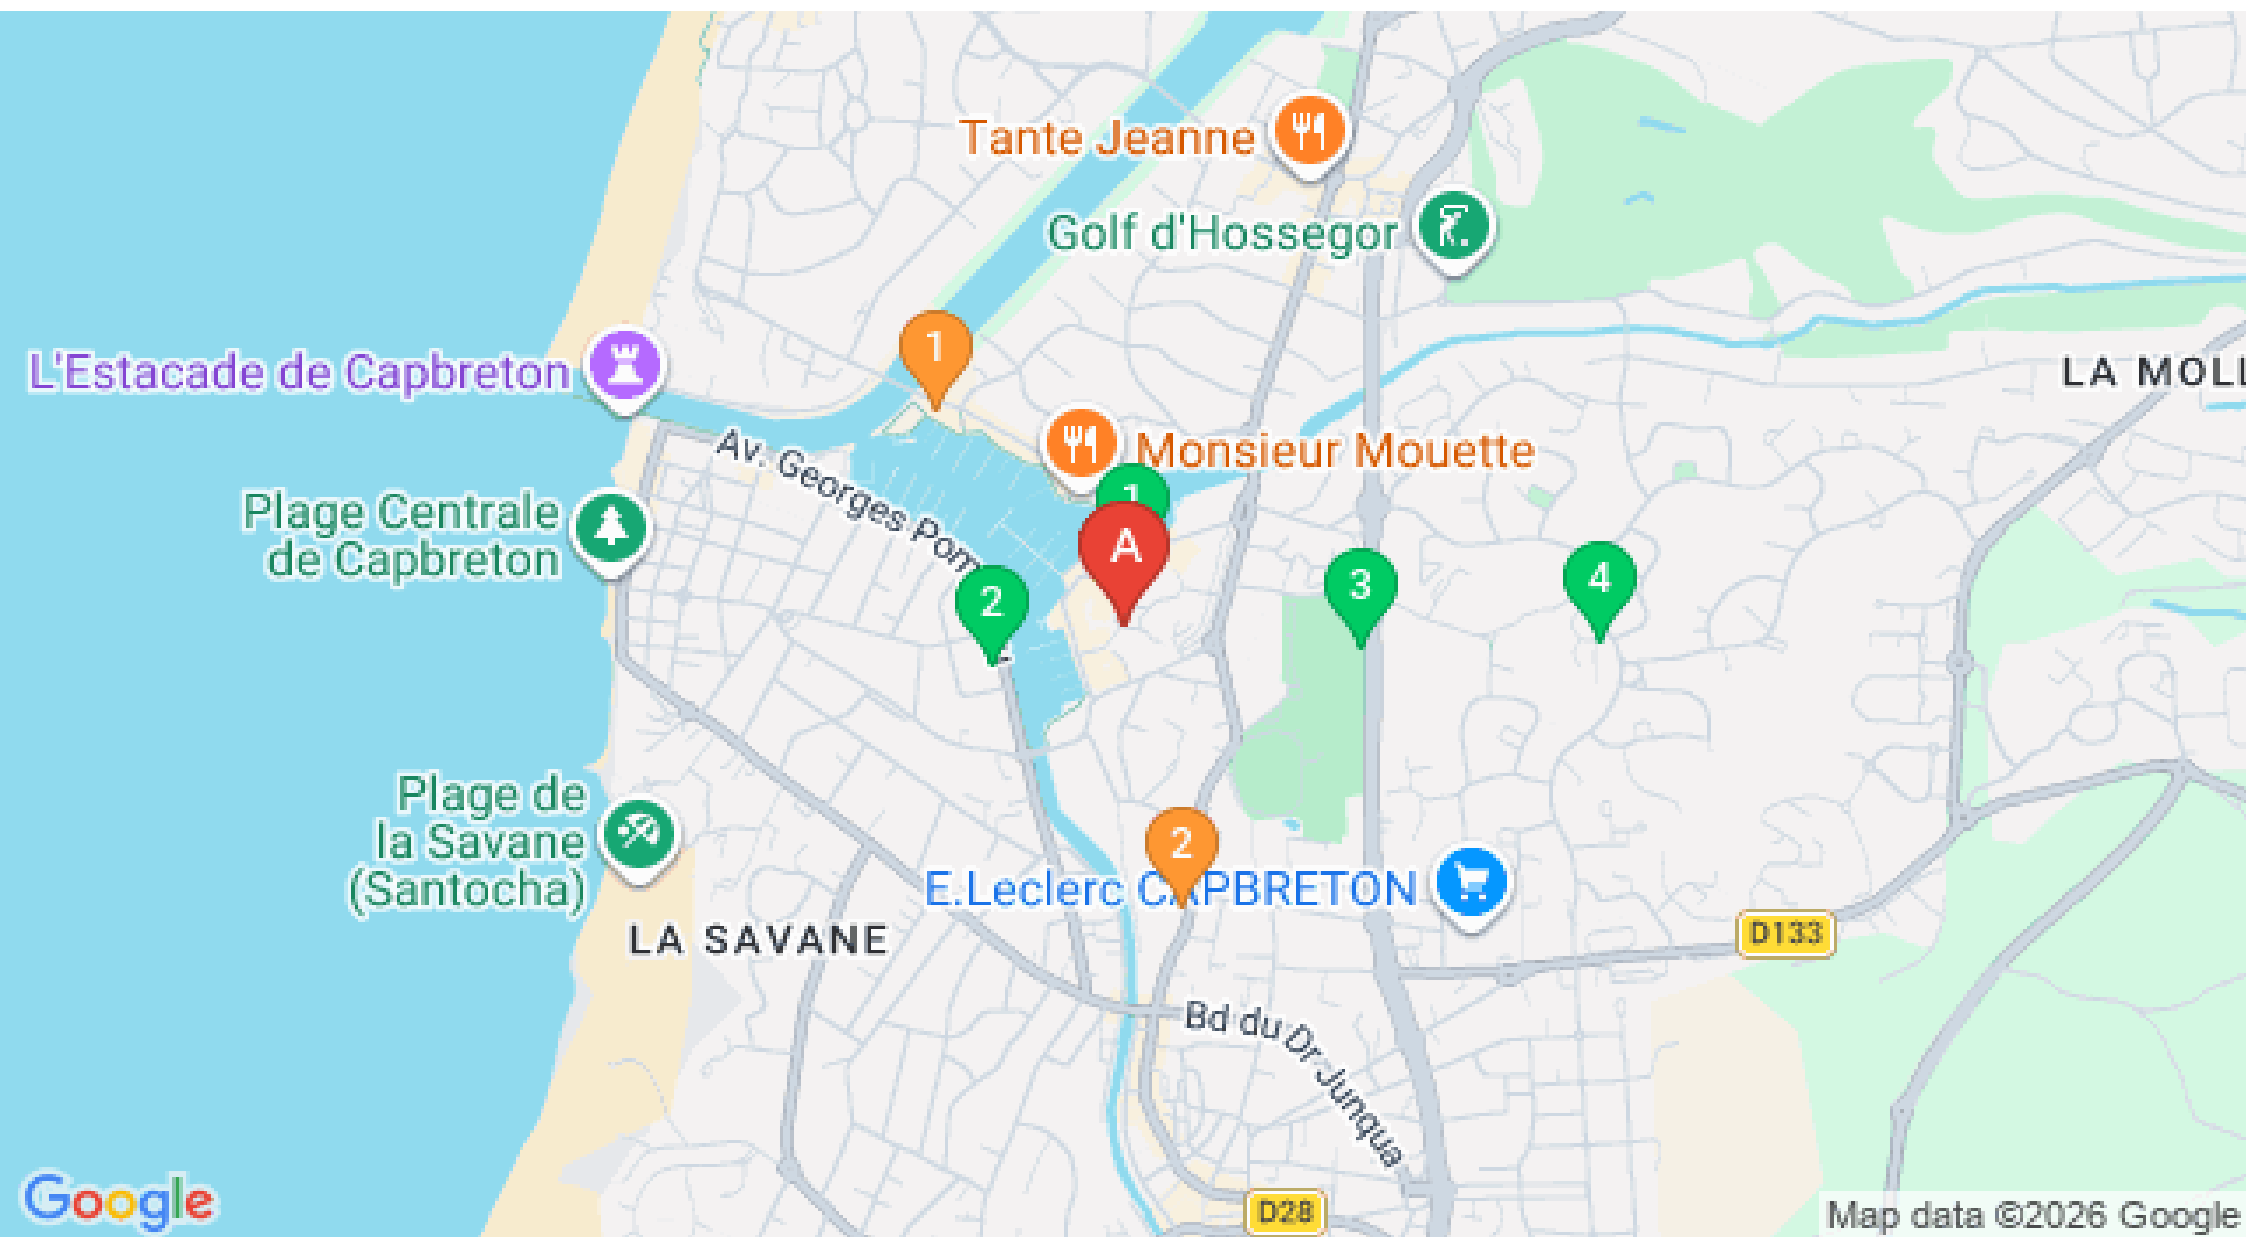 Tante Jeanne
Golf d'Hossegor
1
L'Estacade de Capbreton
LA MOLL
Monsieur Mouette
Av. Georges Pom
1
Plage Centrale
de Capbreton
A
2
3
4
Plage de
la Savane
(Santocha)
2
E.Leclerc CAPBRETON
LA SAVANE
D133
Bd du Dr Junqua
Google
D28
Map data ©2026 Google